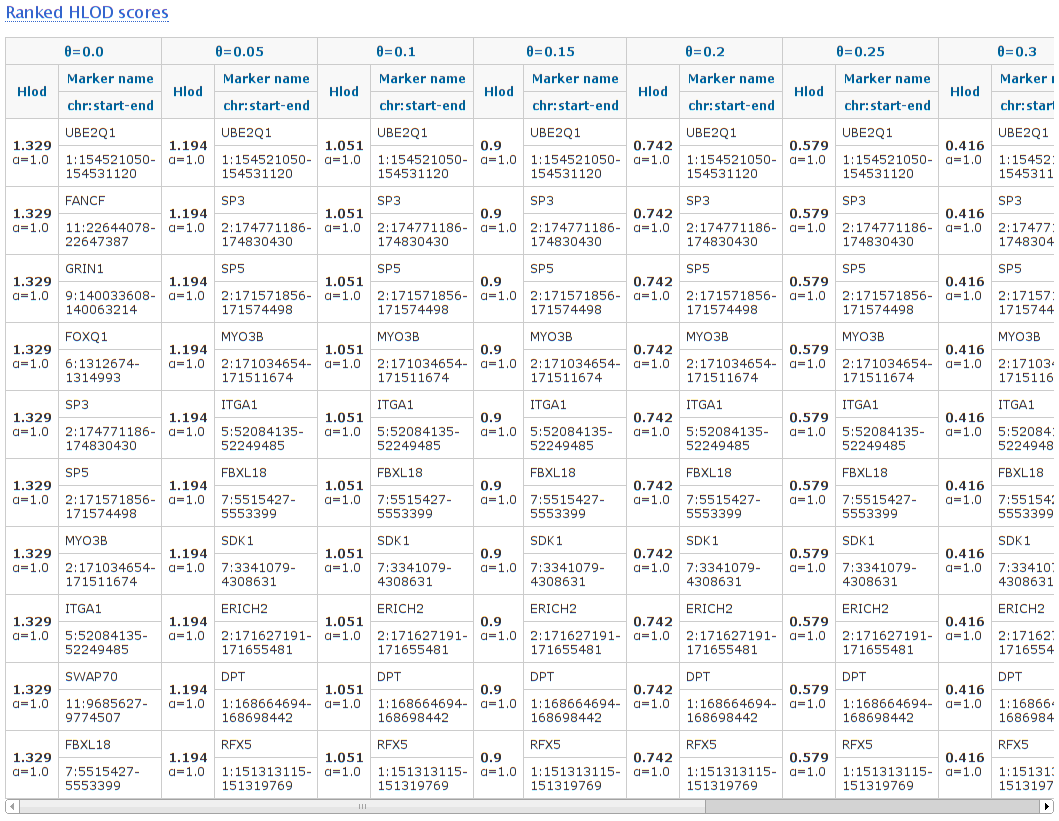 Ranked HLOD scores
θ=0.0 θ=0.05 θ=0.1 θ=0.15 θ=0.2 θ=0.25 θ=0.3
Marker name Marker name Marker name Marker name Marker name Marker name Marker n
Hlod Hlod Hlod Hlod Hlod Hlod Hlod
chr:start-end chr:start-end chr:start-end chr:start-end chr:start-end chr:start-end chr:start
UBE2Q1 UBE2Q1 UBE2Q1 UBE2Q1 UBE2Q1 UBE2Q1 UBE2Q1
1.329 1.194 1.051 0.9 0.742 0.579 0.416
α=1.0 1:154521050- α=1.0 1:154521050- α=1.0 1:154521050- α=1.0 1:154521050- α=1.0 1:154521050- α=1.0 1:154521050- α=1.0 1:15452
154531120 154531120 154531120 154531120 154531120 154531120 1545311
FANCF SP3 SP3 SP3 SP3 SP3 SP3
1.329 1.194 1.051 0.9 0.742 0.579 0.416
α=1.0 11:22644078- α=1.0 2:174771186- α=1.0 2:174771186- α=1.0 2:174771186- α=1.0 2:174771186- α=1.0 2:174771186- α=1.0 2:17477
22647387 174830430 174830430 174830430 174830430 174830430 1748304
GRIN1 SP5 SP5 SP5 SP5 SP5 SP5
1.329 1.194 1.051 0.9 0.742 0.579 0.416
α=1.0 9:140033608- α=1.0 2:171571856- α=1.0 2:171571856- α=1.0 2:171571856- α=1.0 2:171571856- α=1.0 2:171571856- α=1.0 2:17157
140063214 171574498 171574498 171574498 171574498 171574498 1715744
FOXQ1 MYO3B MYO3B MYO3B MYO3B MYO3B MYO3B
1.329 1.194 1.051 0.9 0.742 0.579 0.416
α=1.0 6:1312674- α=1.0 2:171034654- α=1.0 2:171034654- α=1.0 2:171034654- α=1.0 2:171034654- α=1.0 2:171034654- α=1.0 2:17103
1314993 171511674 171511674 171511674 171511674 171511674 1715116
SP3 ITGA1 ITGA1 ITGA1 ITGA1 ITGA1 ITGA1
1.329 1.194 1.051 0.9 0.742 0.579 0.416
α=1.0 2:174771186- α=1.0 5:52084135- α=1.0 5:52084135- α=1.0 5:52084135- α=1.0 5:52084135- α=1.0 5:52084135- α=1.0 5:52084
174830430 52249485 52249485 52249485 52249485 52249485 5224948
SP5 FBXL18 FBXL18 FBXL18 FBXL18 FBXL18 FBXL18
1.329 1.194 1.051 0.9 0.742 0.579 0.416
α=1.0 2:171571856- α=1.0 7:5515427- α=1.0 7:5515427- α=1.0 7:5515427- α=1.0 7:5515427- α=1.0 7:5515427- α=1.0 7:55154
171574498 5553399 5553399 5553399 5553399 5553399 5553399
MYO3B SDK1 SDK1 SDK1 SDK1 SDK1 SDK1
1.329 1.194 1.051 0.9 0.742 0.579 0.416
α=1.0 2:171034654- α=1.0 7:3341079- α=1.0 7:3341079- α=1.0 7:3341079- α=1.0 7:3341079- α=1.0 7:3341079- α=1.0 7:33410
171511674 4308631 4308631 4308631 4308631 4308631 4308631
ITGA1 ERICH2 ERICH2 ERICH2 ERICH2 ERICH2 ERICH2
1.329 1.194 1.051 0.9 0.742 0.579 0.416
α=1.0 5:52084135- α=1.0 2:171627191- α=1.0 2:171627191- α=1.0 2:171627191- α=1.0 2:171627191- α=1.0 2:171627191- α=1.0 2:17162
52249485 171655481 171655481 171655481 171655481 171655481 1716554
SWAP70 DPT DPT DPT DPT DPT DPT
1.329 1.194 1.051 0.9 0.742 0.579 0.416
α=1.0 11:9685627- α=1.0 1:168664694- α=1.0 1:168664694- α=1.0 1:168664694- α=1.0 1:168664694- α=1.0 1:168664694- α=1.0 1:16866
9774507 168698442 168698442 168698442 168698442 168698442 1686984
FBXL18 RFX5 RFX5 RFX5 RFX5 RFX5 RFX5
1.329 1.194 1.051 0.9 0.742 0.579 0.416
α=1.0 7:5515427- α=1.0 1:151313115- α=1.0 1:151313115- α=1.0 1:151313115- α=1.0 1:151313115- α=1.0 1:151313115- α=1.0 1:15131
5553399 151319769 151319769 151319769 151319769 151319769 1513197